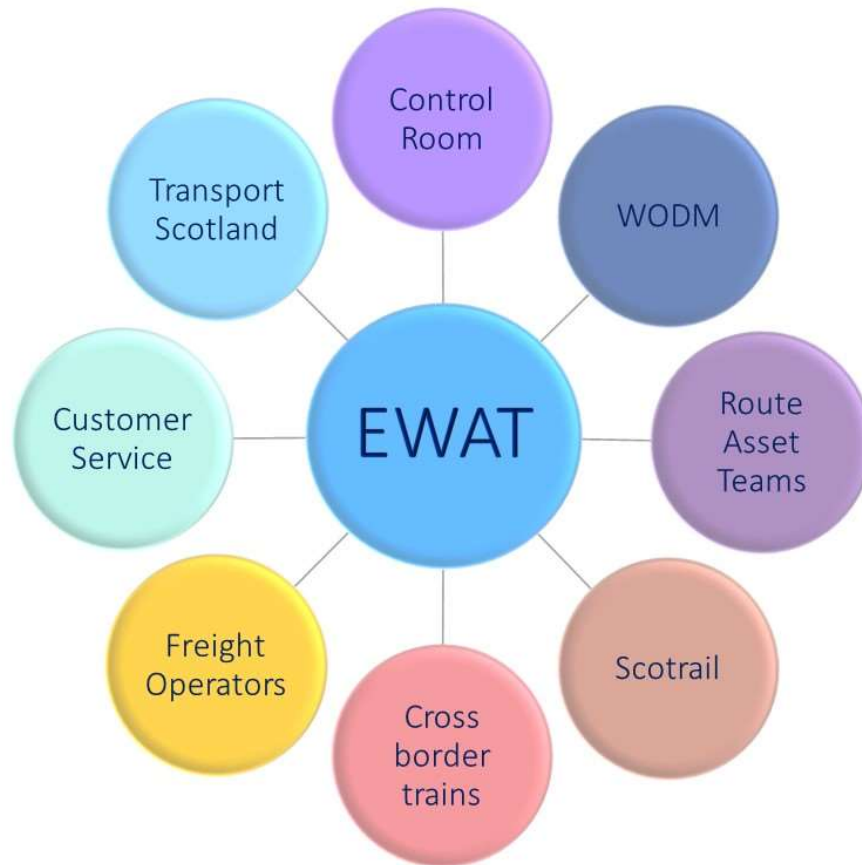 Control
Room
Transport
Scotland
WODM
EWAT
Customer
Service
Route
Asset
Teams
Freight
Operators
Scotrail
Cross
border
trains